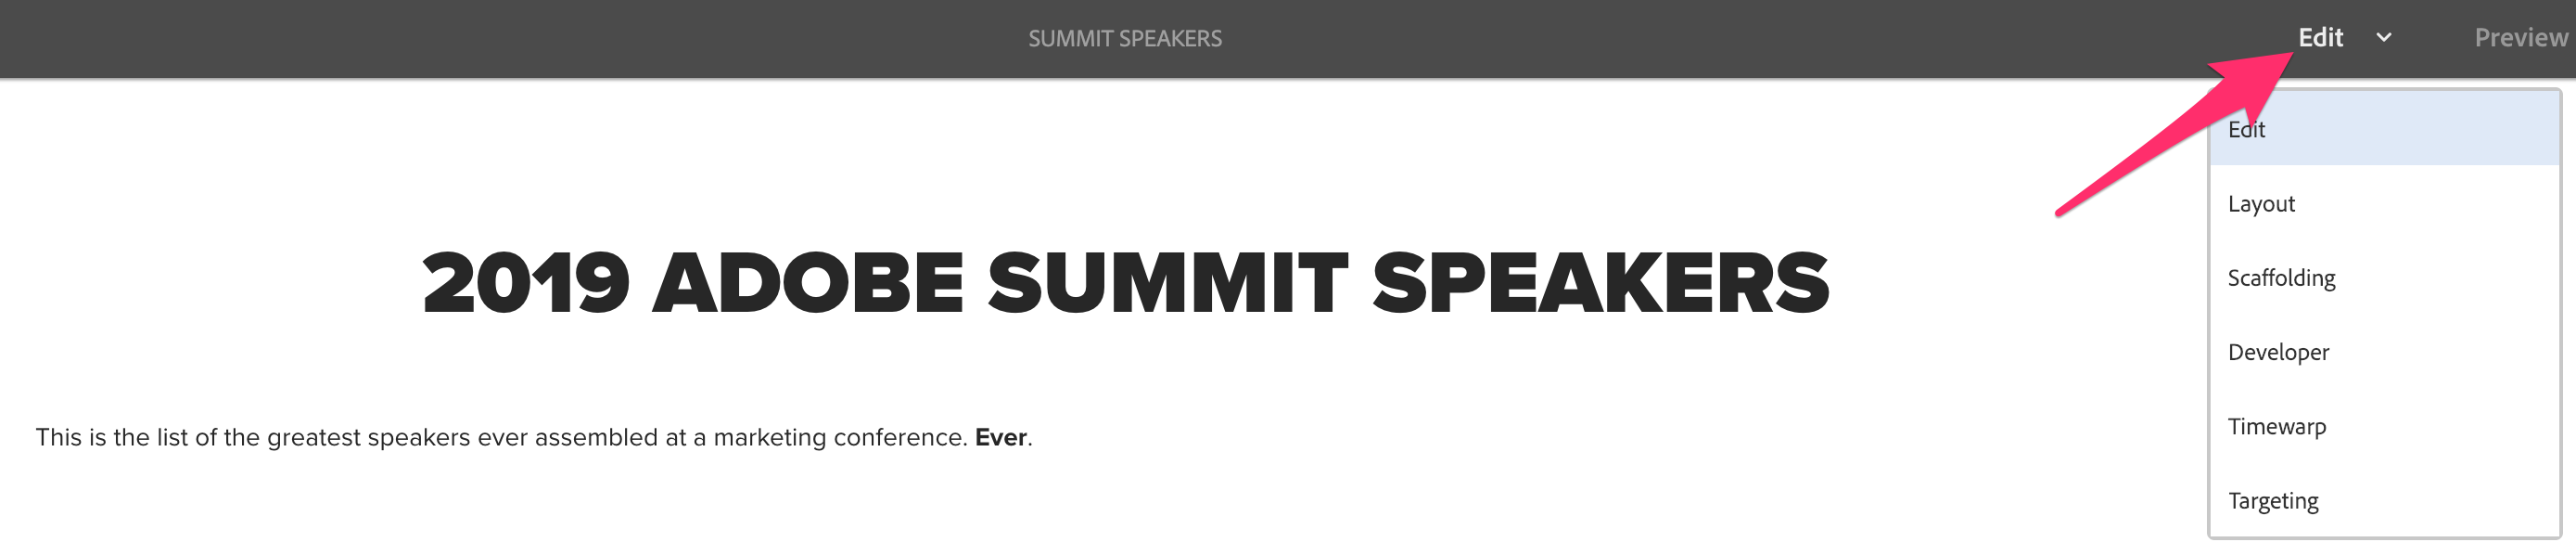 SUMMIT SPEAKERS
Edit
Preview
Edit
Layout
Scaffolding
Developer
Timewarp
Targeting
2019 ADOBE SUMMIT SPEAKERS
This is the list of the greatest speakers ever assembled at a marketing conference. Ever.